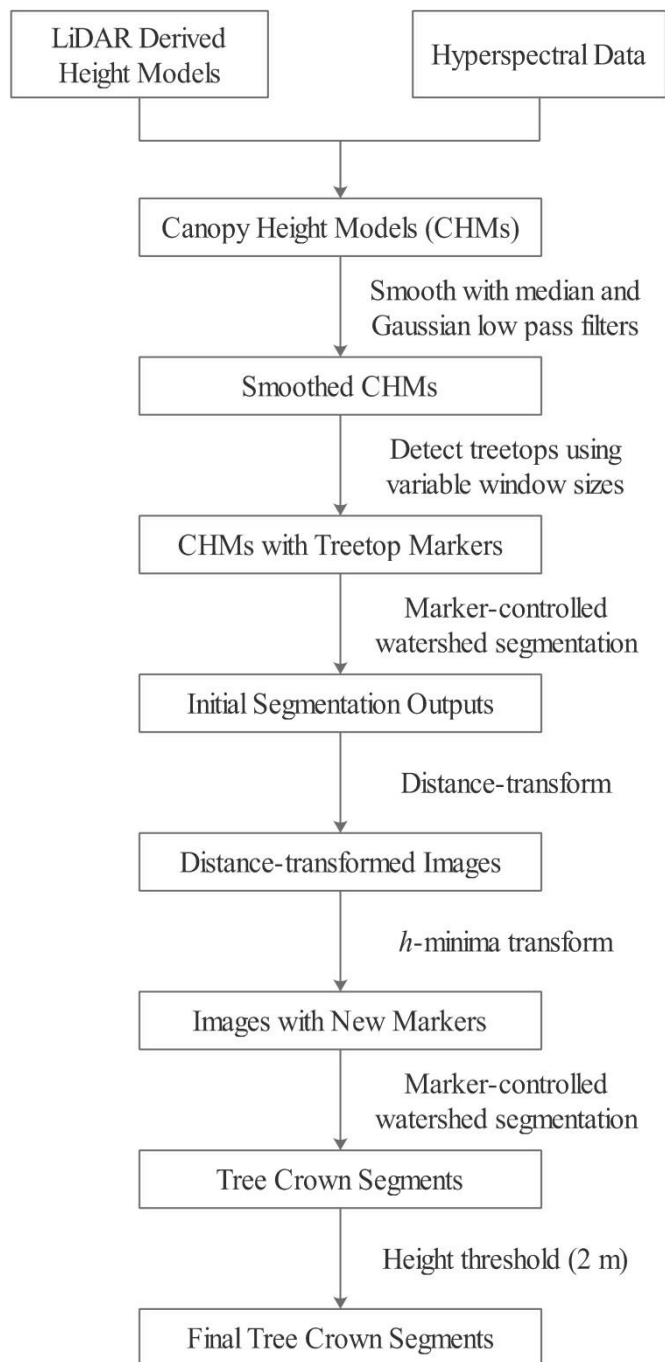 LiDAR Derived
Height Models
Hyperspectral Data
Canopy Height Models (CHMs)
Smooth with median and
Gaussian low pass filters
Smoothed CHMs
Detect treetops using
variable window sizes
CHMs with Treetop Markers
Marker-controlled
watershed segmentation
Initial Segmentation Outputs
Distance-transform
Distance-transformed Images
h-minima transform
Images with New Markers
Marker-controlled
watershed segmentation
Tree Crown Segments
Height threshold (2 m)
Final Tree Crown Segments